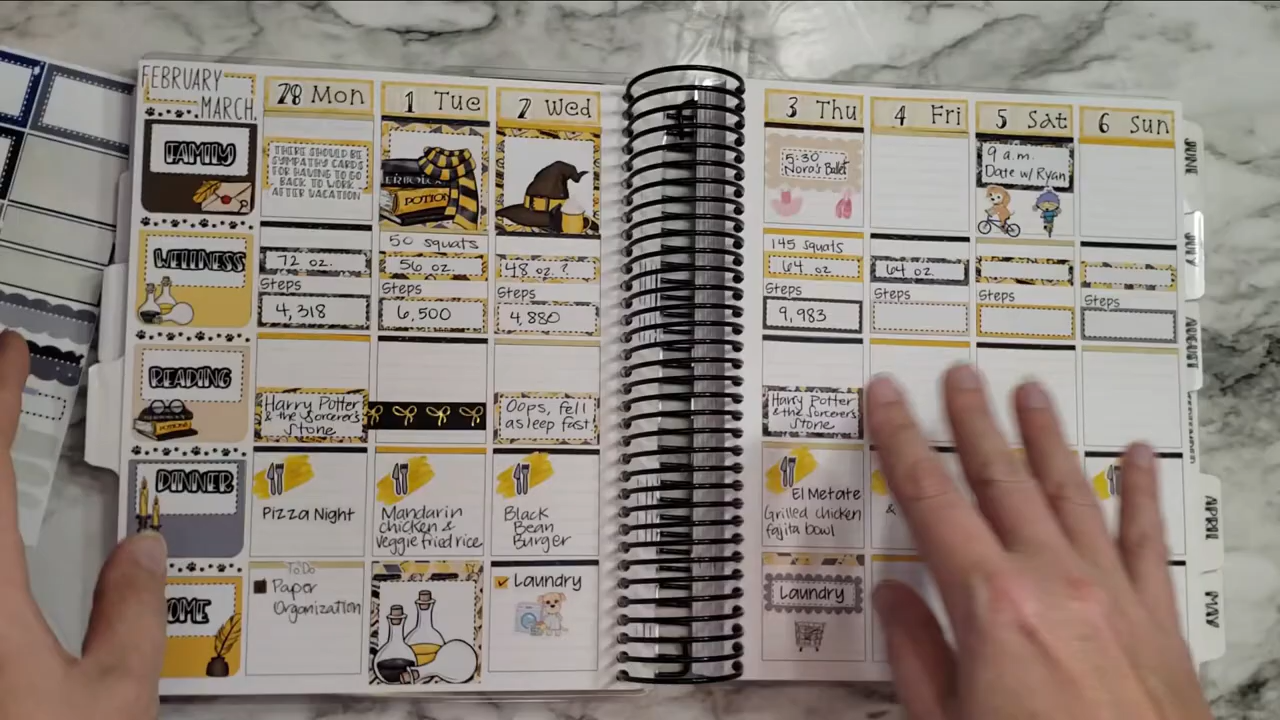 FEBRUARY
MARCH
28 Mon
1 Tue
2 Wed
3 Thu
4 Fri
5 Sat
6 Sun
FAMILY
THERE SHOULD BE
SYMPATHY CARDS
FOR HAVING TO GO
BACK TO WORK
AFTER VACATION
POTION
5:30
Nora's Ballet
9 a.m.
Date w/ Ryan
WELLNESS
72 oz.
50 squats
56 oz.
48 oz.?
145 squats
64 oz
64 oz.
Steps
4,318
Steps
6,500
Steps
4,880
Steps
9,983
Steps
Steps
Steps
READING
Harry Potter
& the Sorcerer's
Stone
Oops, fell
asleep fast
Harry Potter
& the Sorcerer's
Stone
DINNER
Pizza Night
Mandarin
chicken &
veggie fried rice
Black
Bean
Burger
El Metate
Grilled chicken
fajita bowl
&
OME
To Do
Paper
Organization
Laundry
Laundry
JUNE
JULY
AUGUST
APRIL
MAY